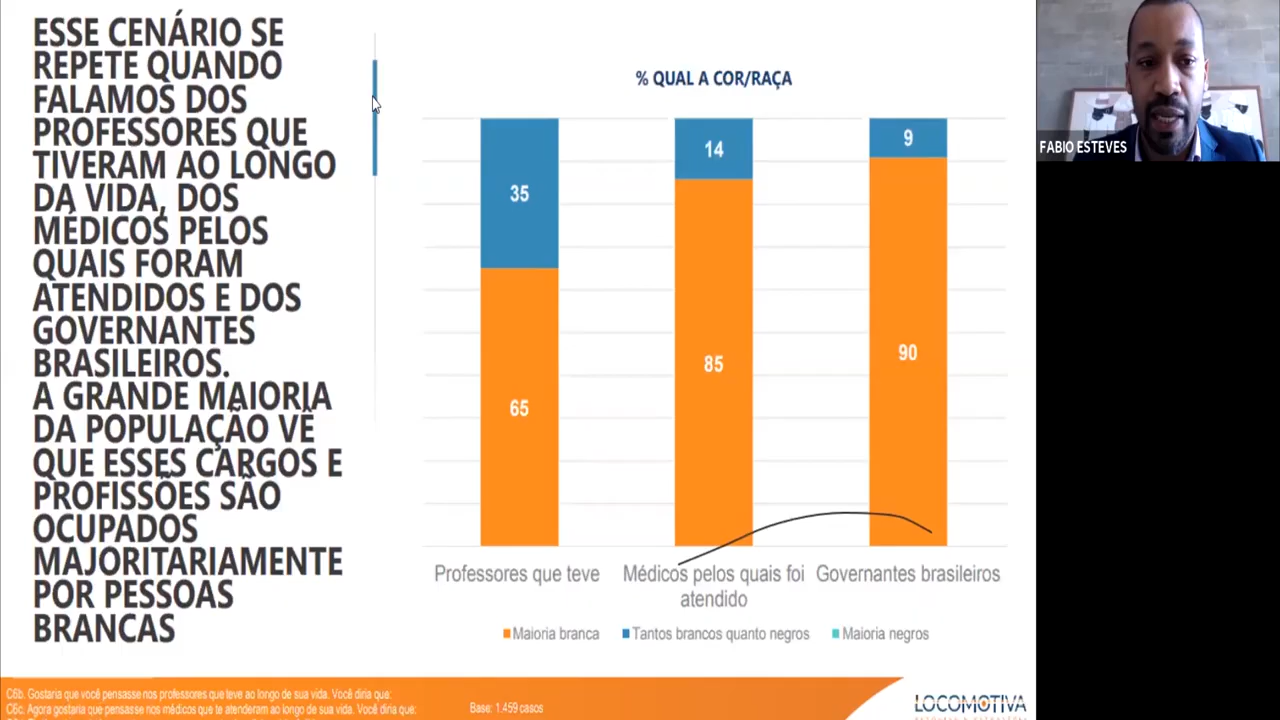 ESSE CENÁRIO SE
REPETE QUANDO
FALAMOS DOS
PROFESSORES QUE
TIVERAM AO LONGO
DA VIDA, DOS
MÉDICOS PELOS
QUAIS FORAM
ATENDIDOS E DOS
GOVERNANTES
BRASILEIROS.
A GRANDE MAIORIA
DA POPULAÇÃO VÊ
QUE ESSES CARGOS E
PROFISSÕES SÃO
OCUPADOS
MAJORITARIAMENTE
POR PESSOAS
BRANCAS
% QUAL A COR/RAÇA
35
14
9
65
85
90
Professores que teve
Médicos pelos quais foi
atendido
Governantes brasileiros
Maioria branca
Tantos brancos quanto negros
Maioria negros
C6b. Gostaria que você pensasse nos professores que teve ao longo de sua vida. Você diria que:
C6c. Agora gostaria que pensasse nos médicos que te atenderam ao longo de sua vida. Você diria que:
Base: 1.459 casos
LOCOMOTIVA
FABIO ESTEVES